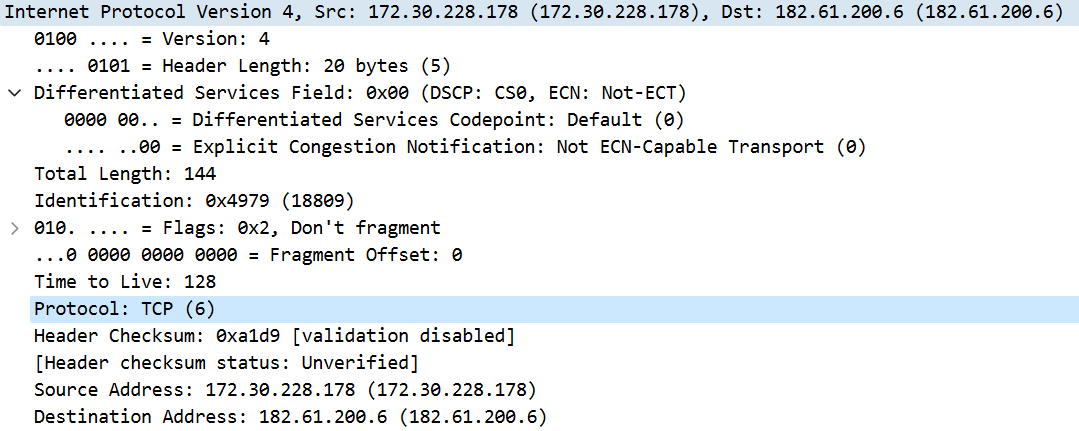 Internet Protocol Version 4, Src: 172.30.228.178 (172.30.228.178), Dst: 182.61.200.6 (182.61.200.6)
0100 .... = Version: 4
.... 0101 = Header Length: 20 bytes (5)
Differentiated Services Field: 0x00 (DSCP: CS0, ECN: Not-ECT)
0000 00.. = Differentiated Services Codepoint: Default (0)
.... ..00 = Explicit Congestion Notification: Not ECN-Capable Transport (0)
Total Length: 144
Identification: 0x4979 (18809)
010. .... = Flags: 0x2, Don't fragment
...0 0000 0000 0000 = Fragment Offset: 0
Time to Live: 128
Protocol: TCP (6)
Header Checksum: 0xa1d9 [validation disabled]
[Header checksum status: Unverified]
Source Address: 172.30.228.178 (172.30.228.178)
Destination Address: 182.61.200.6 (182.61.200.6)